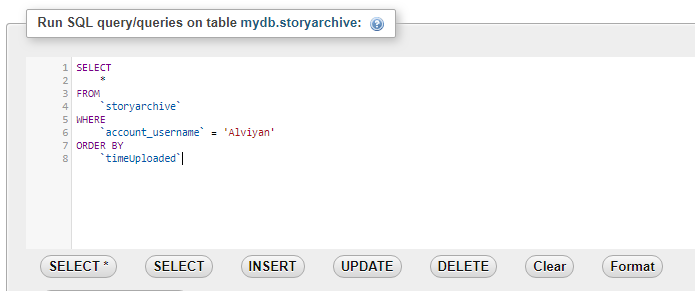 Run SQL query/queries on table mydb.storyarchive:
1 SELECT
2 *
3 FROM
4 `storyarchive`
5 WHERE
6 `account_username` = 'Alviyan'
7 ORDER BY
8 `timeUploaded`
SELECT * SELECT INSERT UPDATE DELETE Clear Format